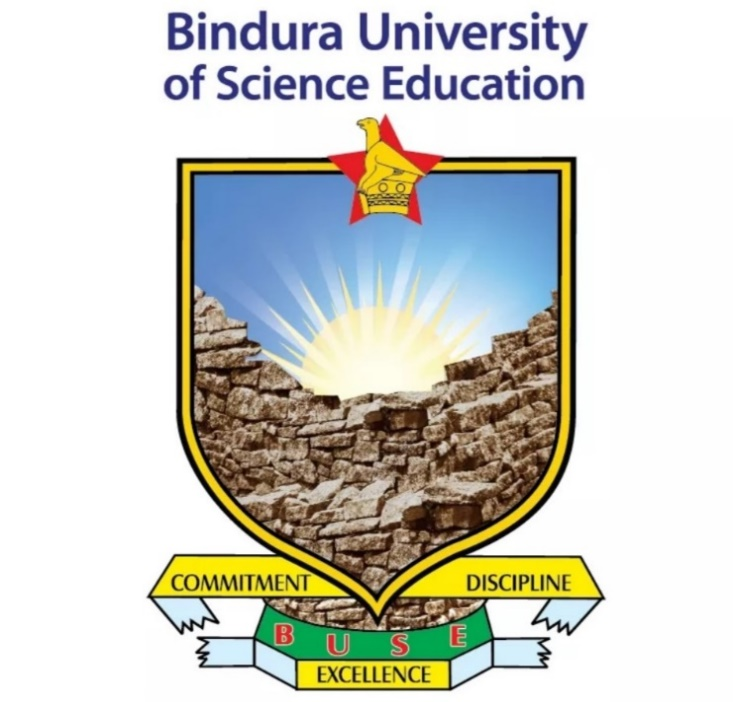 Bindura University
of Science Education
COMMITMENT
DISCIPLINE
B U S E
EXCELLENCE